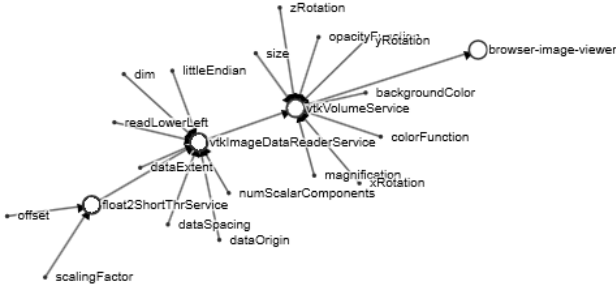 zRotation
opacityFunction
yRotation
size
browser-image-viewer
littleEndian
dim
backgroundColor
vtkVolumeService
readLowerLeft
colorFunction
vtkImageDataReaderService
dataExtent
magnification
xRotation
numScalarComponents
float2ShortThrService
offset
dataSpacing
dataOrigin
scalingFactor